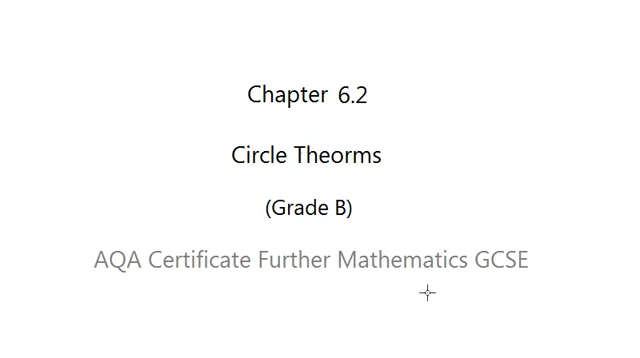 Chapter 6.2
Circle Theorms
(Grade B)
AQA Certificate Further Mathematics GCSE